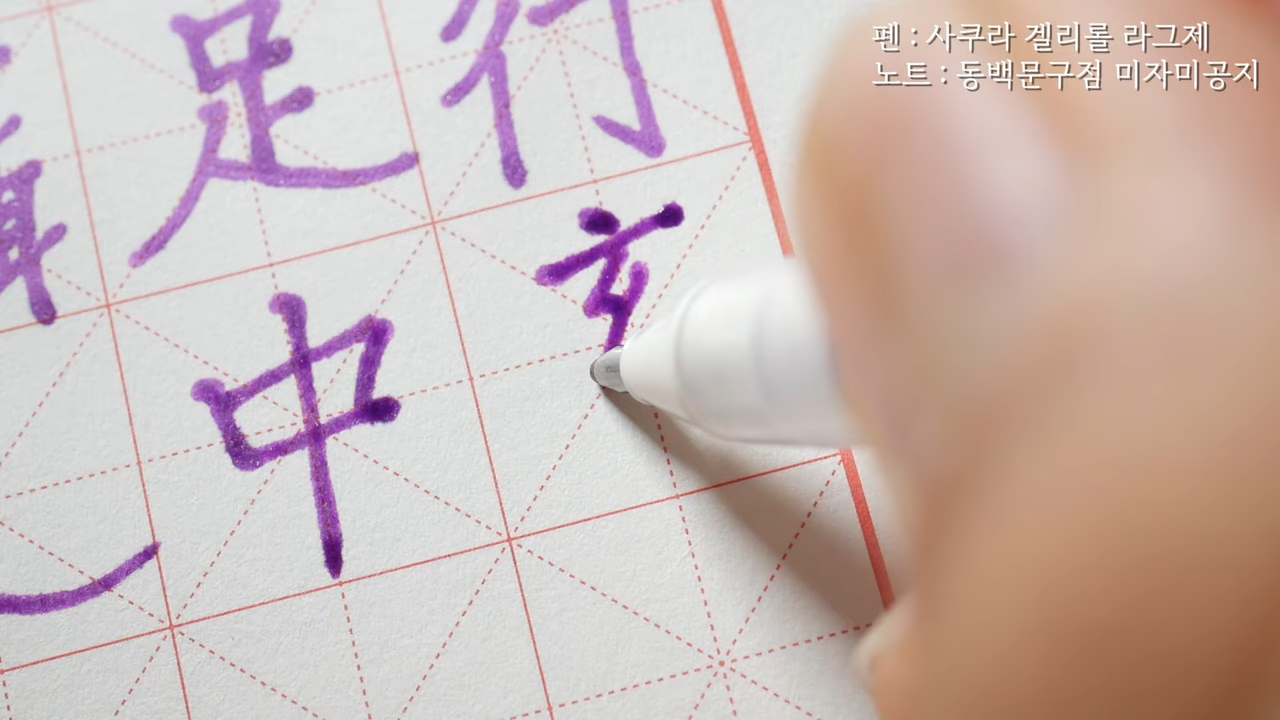 펜 : 사쿠라 겔리롤 라그제
노트 : 동백문구점 미자미공지
足行
中